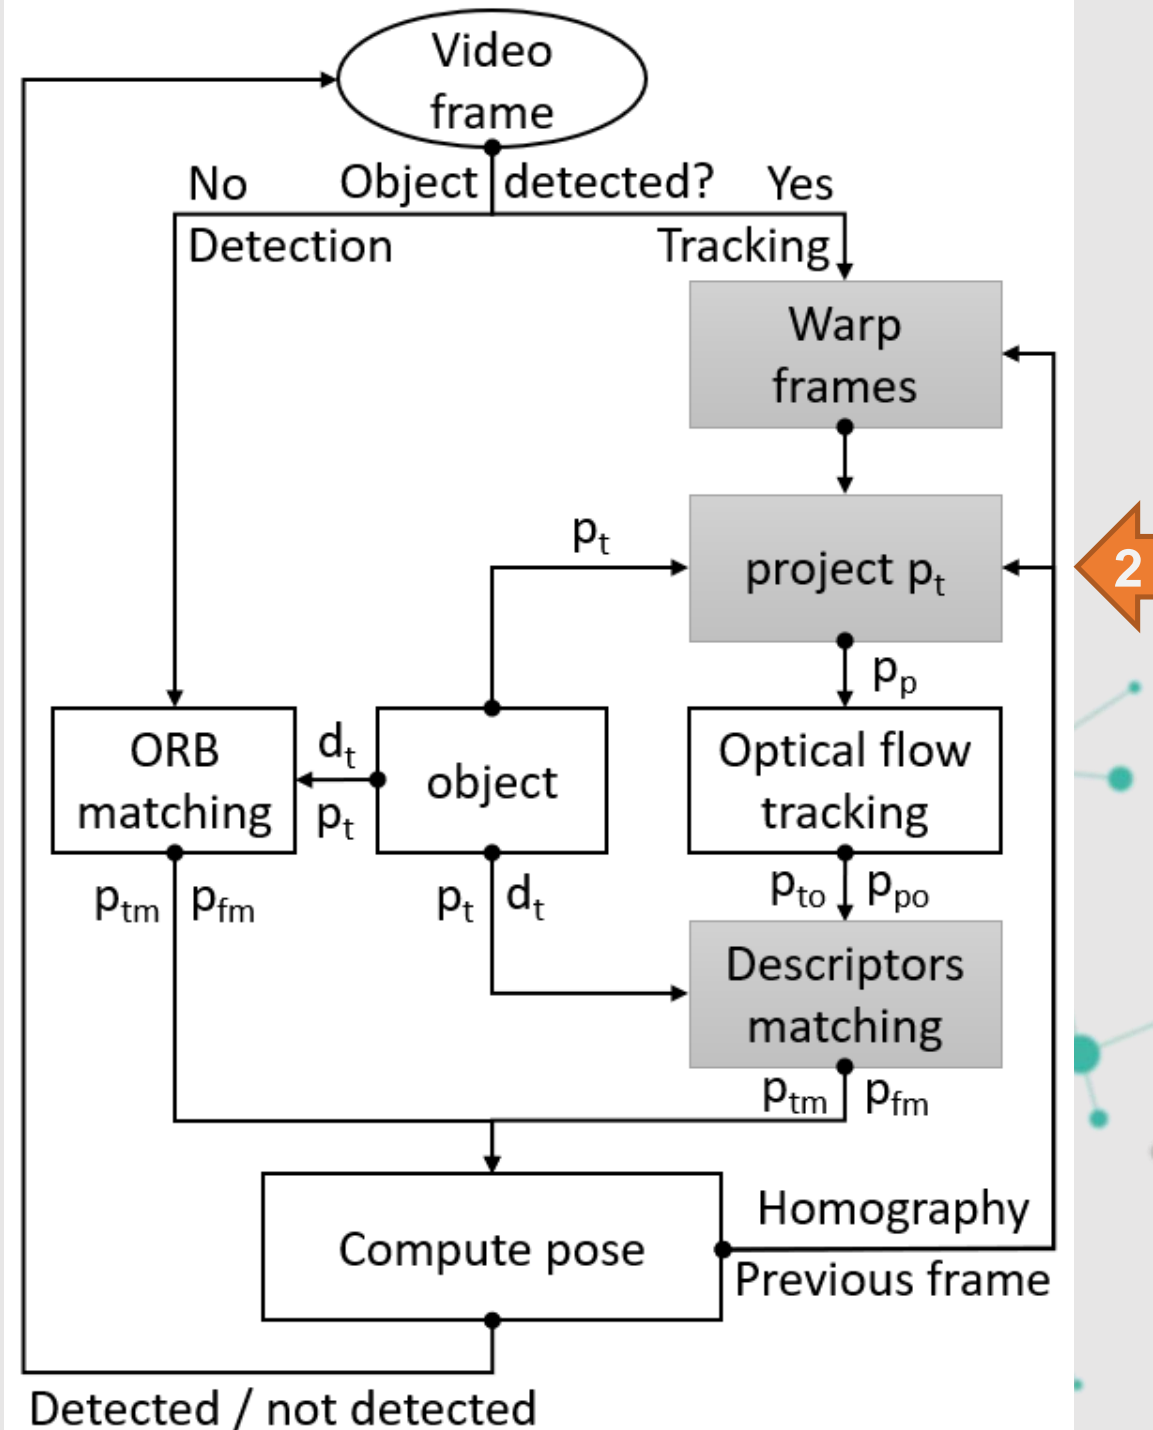 Video
frame
No Object detected? Yes
Detection Tracking
Warp
frames
pt
project pt
2
pp
ORB
matching
dt
pt
object
Optical flow
tracking
ptm pfm
pt dt
pto ppo
Descriptors
matching
ptm pfm
Compute pose
Homography
Previous frame
Detected / not detected